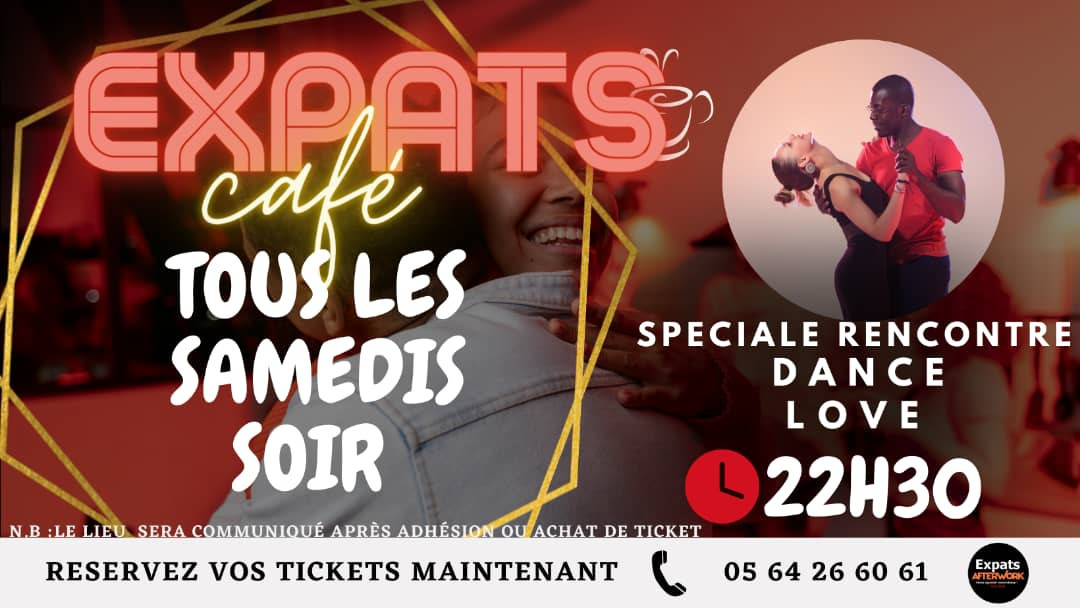 EXPATS
café
TOUS LES
SAMEDIS
SOIR
SPECIALE RENCONTRE
DANCE
LOVE
22H30
N.B :LE LIEU SERA COMMUNIQUÉ APRÈS ADHÉSION OU ACHAT DE TICKET
RESERVEZ VOS TICKETS MAINTENANT
05 64 26 60 61
Expats
AFTERWORK